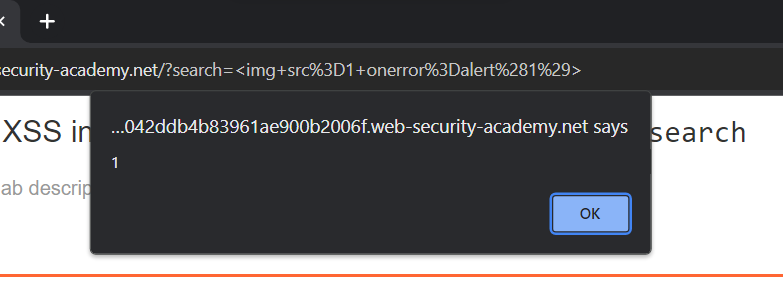 security-academy.net/?search=<img+src%3D1+onerror%3Dalert%281%29>
...042ddb4b83961ae900b2006f.web-security-academy.net says
1
OK
XSS in
search
ab descrip